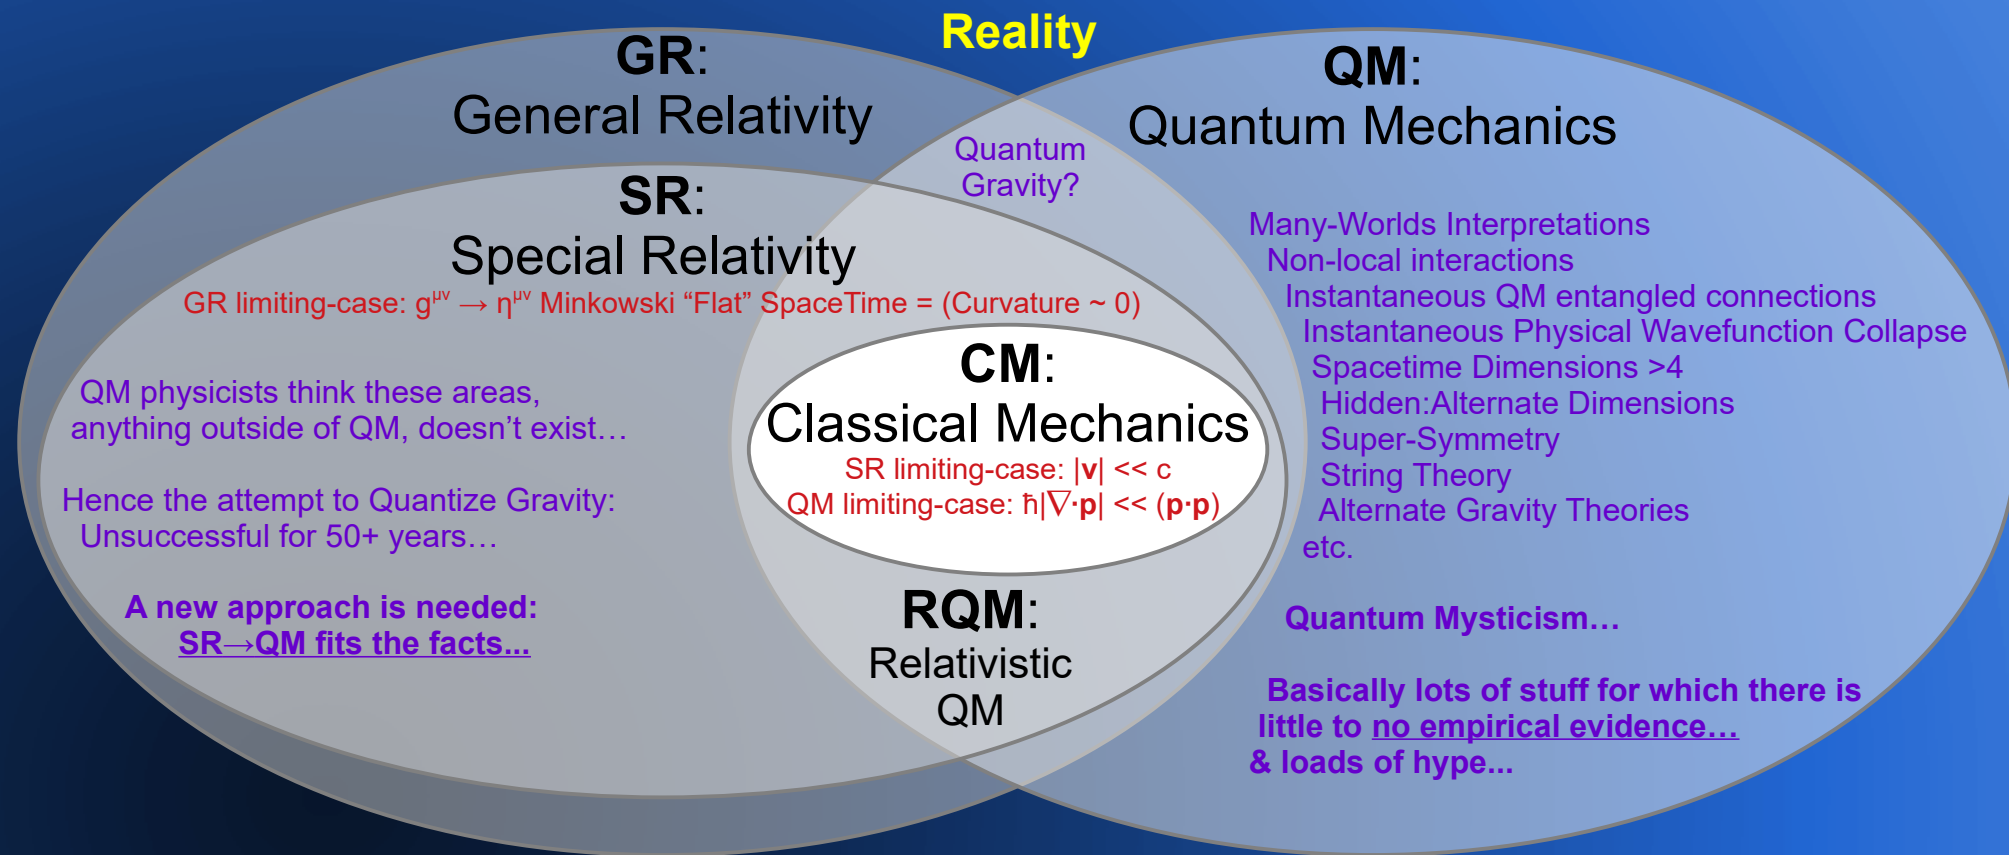 Reality
GR:
General Relativity
QM:
Quantum Mechanics
Quantum
Gravity?
SR:
Special Relativity
GR limiting-case: g^μν → η^μν Minkowski “Flat” SpaceTime = (Curvature ~ 0)
QM physicists think these areas,
anything outside of QM, doesn’t exist…
Hence the attempt to Quantize Gravity:
Unsuccessful for 50+ years…
A new approach is needed:
SR→QM fits the facts...
CM:
Classical Mechanics
SR limiting-case: |v| << c
QM limiting-case: ħ|∇·p| << (p·p)
RQM:
Relativistic
QM
Many-Worlds Interpretations
Non-local interactions
Instantaneous QM entangled connections
Instantaneous Physical Wavefunction Collapse
Spacetime Dimensions >4
Hidden:Alternate Dimensions
Super-Symmetry
String Theory
Alternate Gravity Theories
etc.
Quantum Mysticism…
Basically lots of stuff for which there is
little to no empirical evidence…
& loads of hype...